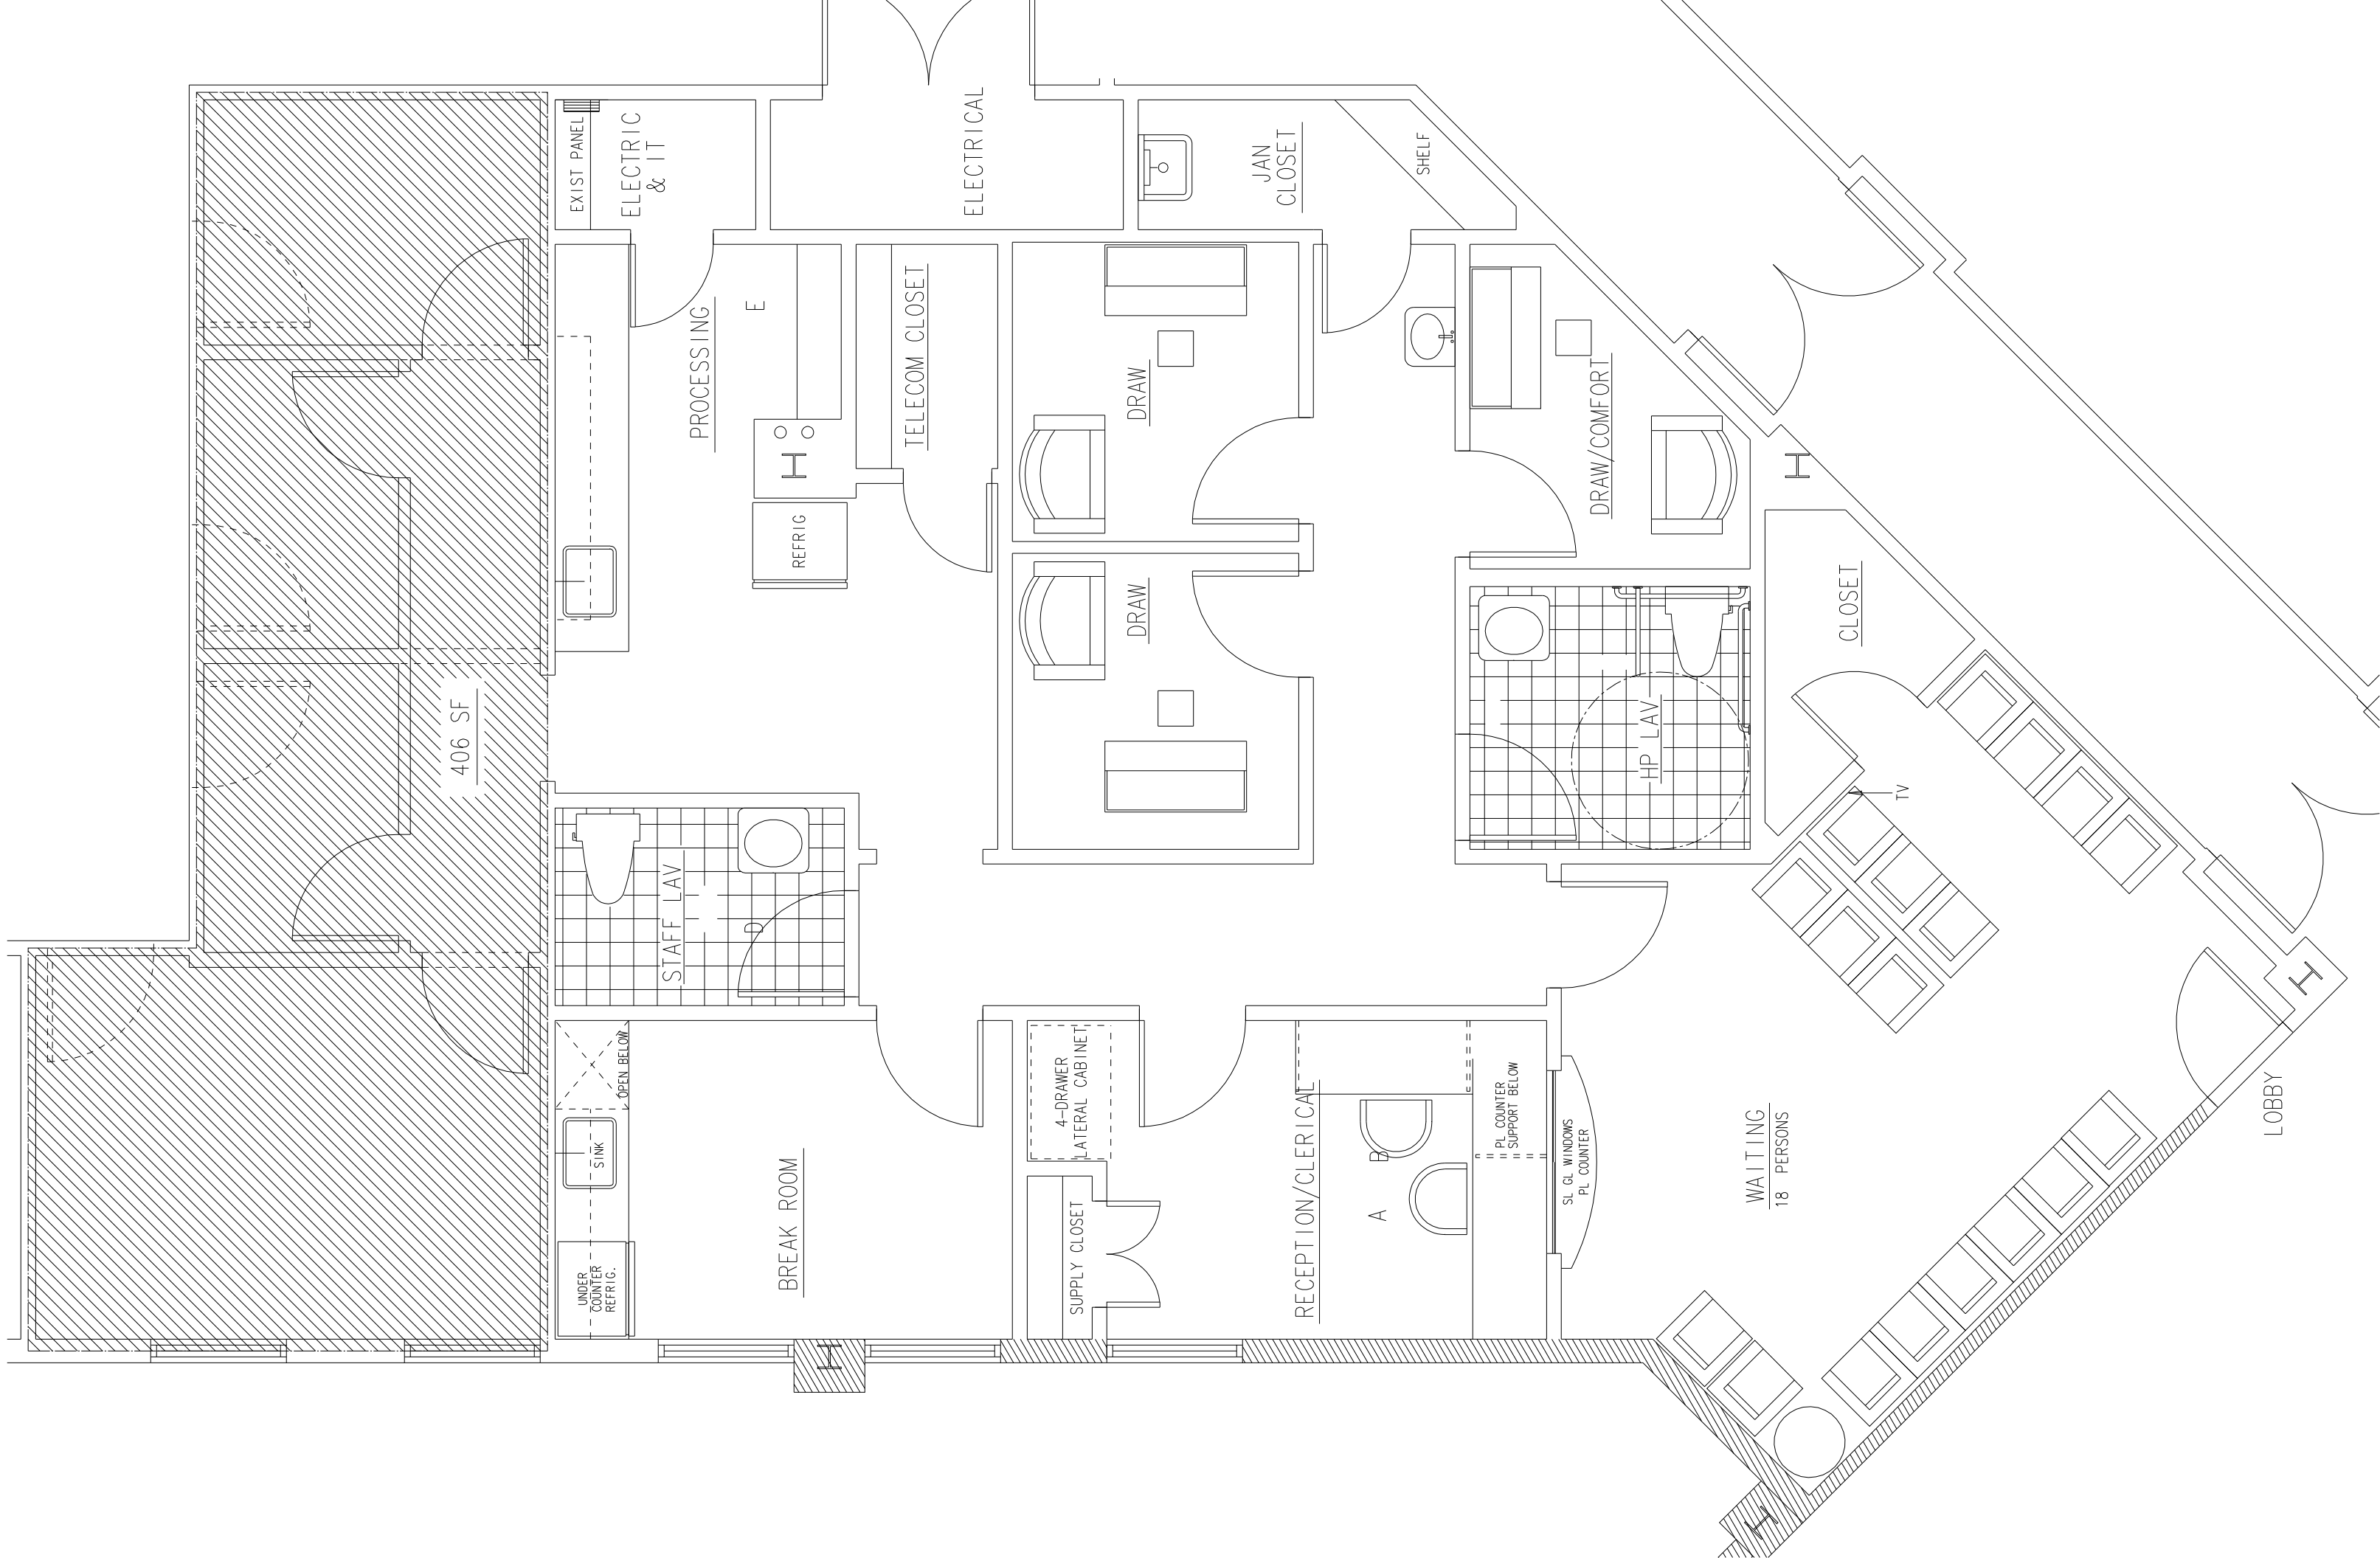 EXIST PANEL
ELECTRIC
& IT
ELECTRICAL
JAN
CLOSET
SHELF
PROCESSING
E
TELECOM CLOSET
DRAW
DRAW/COMFORT
H
H
REFRIG
DRAW
CLOSET
406 SF
HP LAV
TV
STAFF LAV
D
H
OPEN BELOW
4-DRAWER
LATERAL CABINET
PL COUNTER
SUPPORT BELOW
SL GL WINDOWS
PL COUNTER
LOBBY
SINK
BREAK ROOM
RECEPTION/CLERICAL
B
A
WAITING
18 PERSONS
UNDER
COUNTER
REFRIG.
SUPPLY CLOSET
H
H